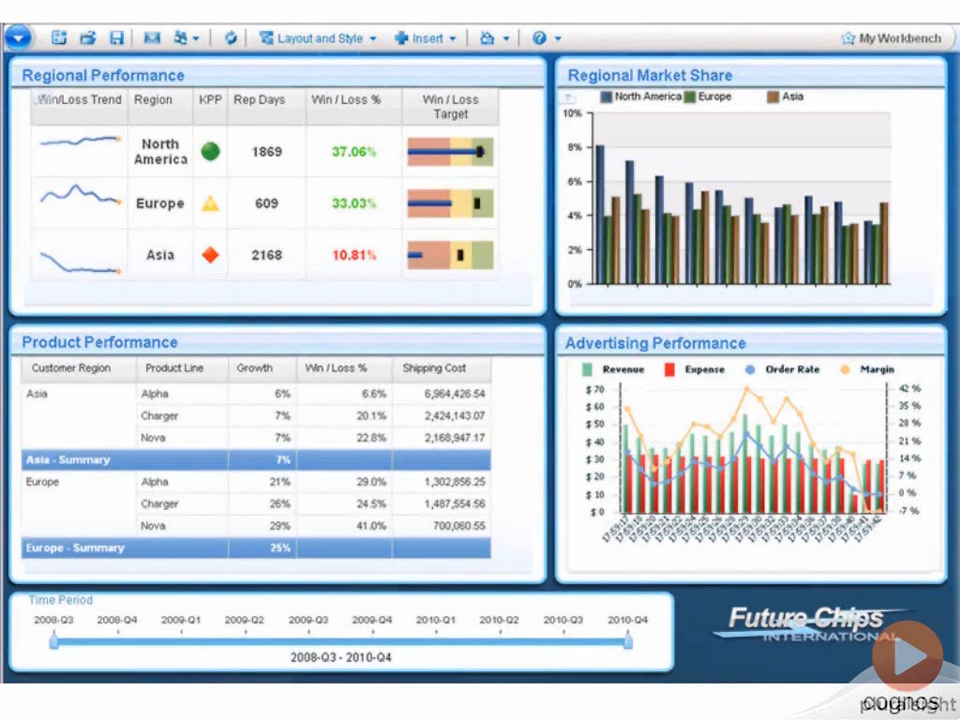 Layout and Style Insert My Workbench
Regional Performance
Win/Loss Trend Region KPP Rep Days Win / Loss % Win / Loss Target
North America 1869 37.06%
Europe 609 33.03%
Asia 2168 10.81%
Regional Market Share
North America Europe Asia
10%
8%
6%
4%
2%
0%
Product Performance
Customer Region Product Line Growth Win / Loss % Shipping Cost
Asia Alpha 6% 6.6% 6,964,426.54
Charger 7% 20.1% 2,424,143.07
Nova 7% 22.8% 2,168,947.17
Asia - Summary 7%
Europe Alpha 21% 29.0% 1,302,856.25
Charger 26% 24.5% 1,487,554.56
Nova 29% 41.0% 700,060.55
Europe - Summary 25%
Advertising Performance
Revenue Expense Order Rate Margin
$ 70 42 %
$ 60 35 %
$ 50 28 %
$ 40 21 %
$ 30 14 %
$ 20 7 %
$ 10 0 %
$ 0 -7 %
Time Period
2008-Q3 2008-Q4 2009-Q1 2009-Q2 2009-Q3 2009-Q4 2010-Q1 2010-Q2 2010-Q3 2010-Q4
2008-Q3 - 2010-Q4
Future Chips
INTERNATIONAL
cognos
pluralsight